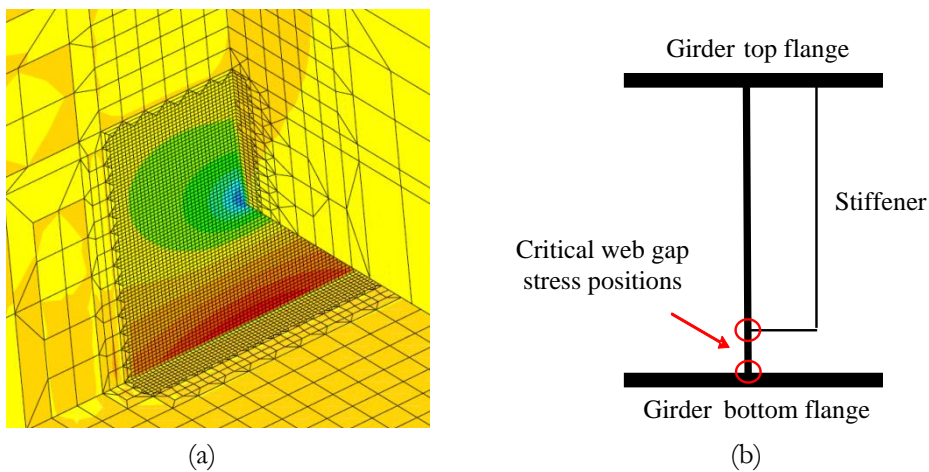 Girder top flange
Stiffener
Critical web gap
stress positions
Girder bottom flange
(a)
(b)